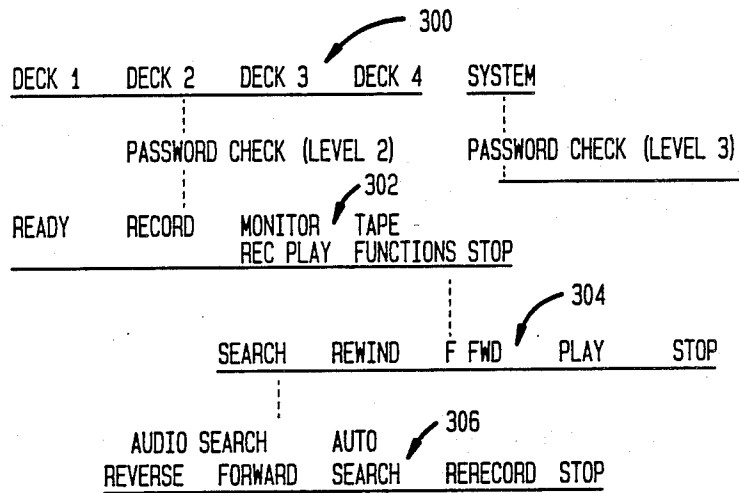 300
DECK 1 DECK 2 DECK 3 DECK 4 SYSTEM
PASSWORD CHECK (LEVEL 2) PASSWORD CHECK (LEVEL 3)
302
READY RECORD MONITOR TAPE
REC PLAY FUNCTIONS STOP
304
SEARCH REWIND F FWD PLAY STOP
306
AUDIO SEARCH AUTO
REVERSE FORWARD SEARCH RERECORD STOP